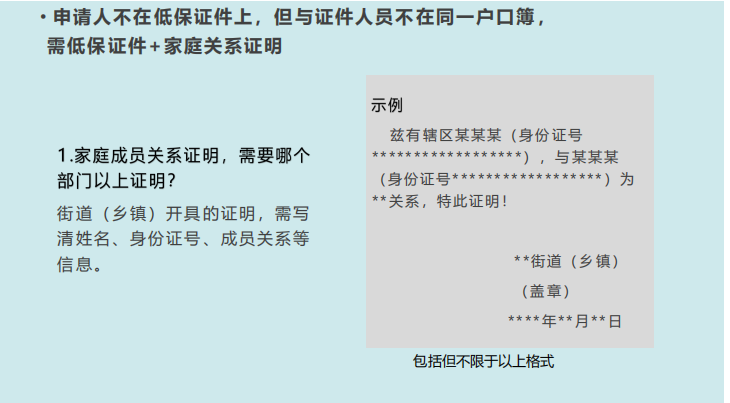 • 申请人不在低保证件上，但与证件人员不在同一户口簿，
需低保证件+家庭关系证明
1.家庭成员关系证明，需要哪个
部门以上证明？
街道（乡镇）开具的证明，需写
清姓名、身份证号、成员关系等
信息。
示例
兹有辖区某某某（身份证号
******************），与某某某
（身份证号******************）为
**关系，特此证明！
**街道（乡镇）
（盖章）
****年**月**日
包括但不限于以上格式